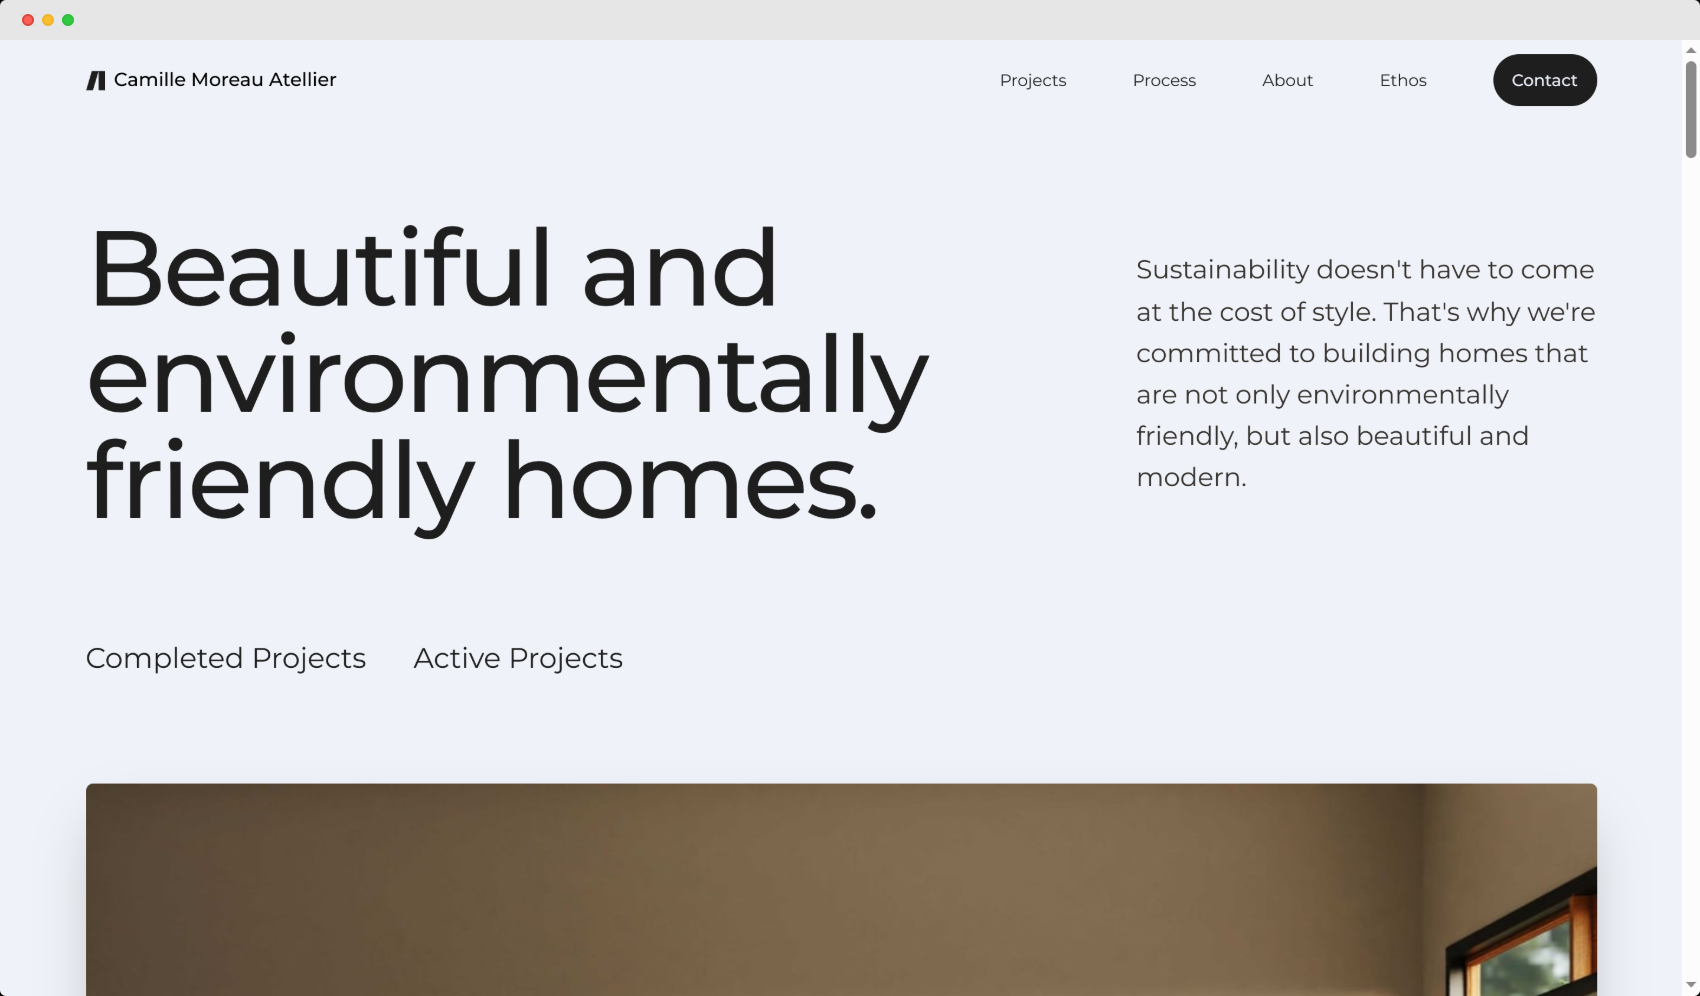 Camille Moreau Atellier
Projects
Process
About
Ethos
Contact
Beautiful and
environmentally
friendly homes.
Sustainability doesn't have to come
at the cost of style. That's why we're
committed to building homes that
are not only environmentally
friendly, but also beautiful and
modern.
Completed Projects
Active Projects